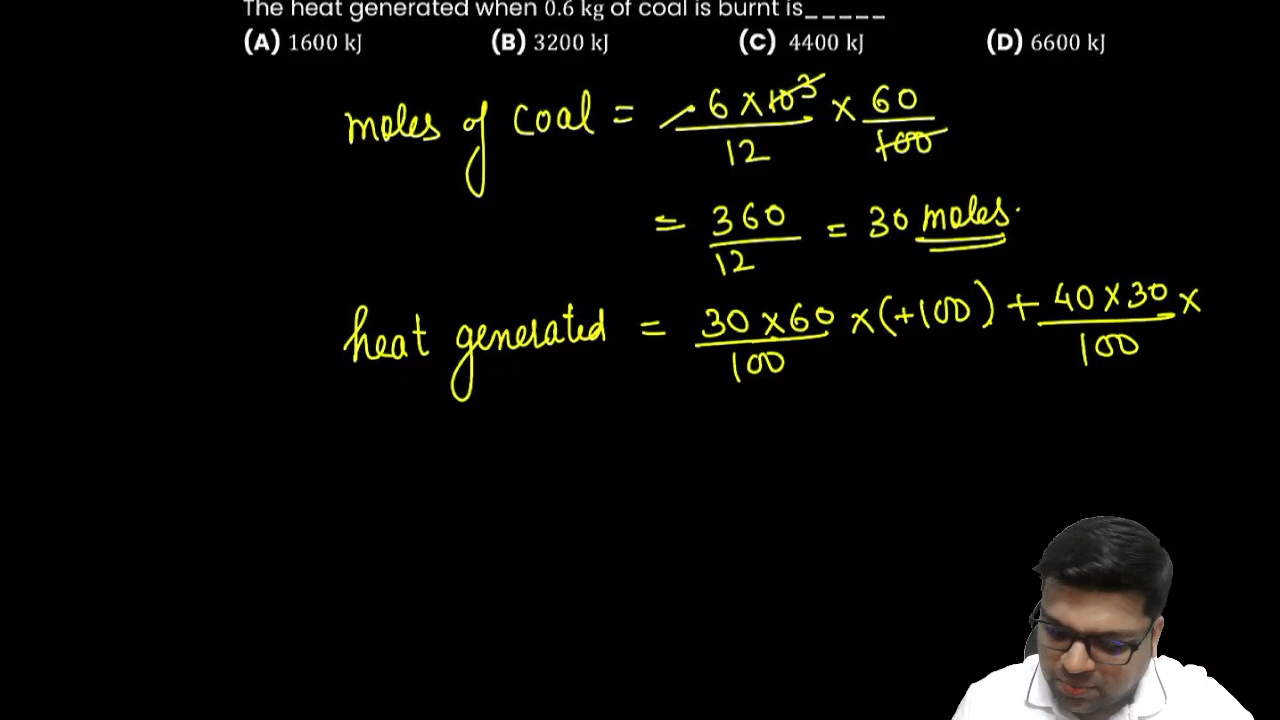 The heat generated when 0.6 kg of coal is burnt is_____
(A) 1600 kJ (B) 3200 kJ (C) 4400 kJ (D) 6600 kJ
moles of coal = .6 × 10³ / 12 × 60 / 100
= 360 / 12 = 30 moles.
heat generated = 30 × 60 / 100 × (+100) + 40 × 30 / 100 ×